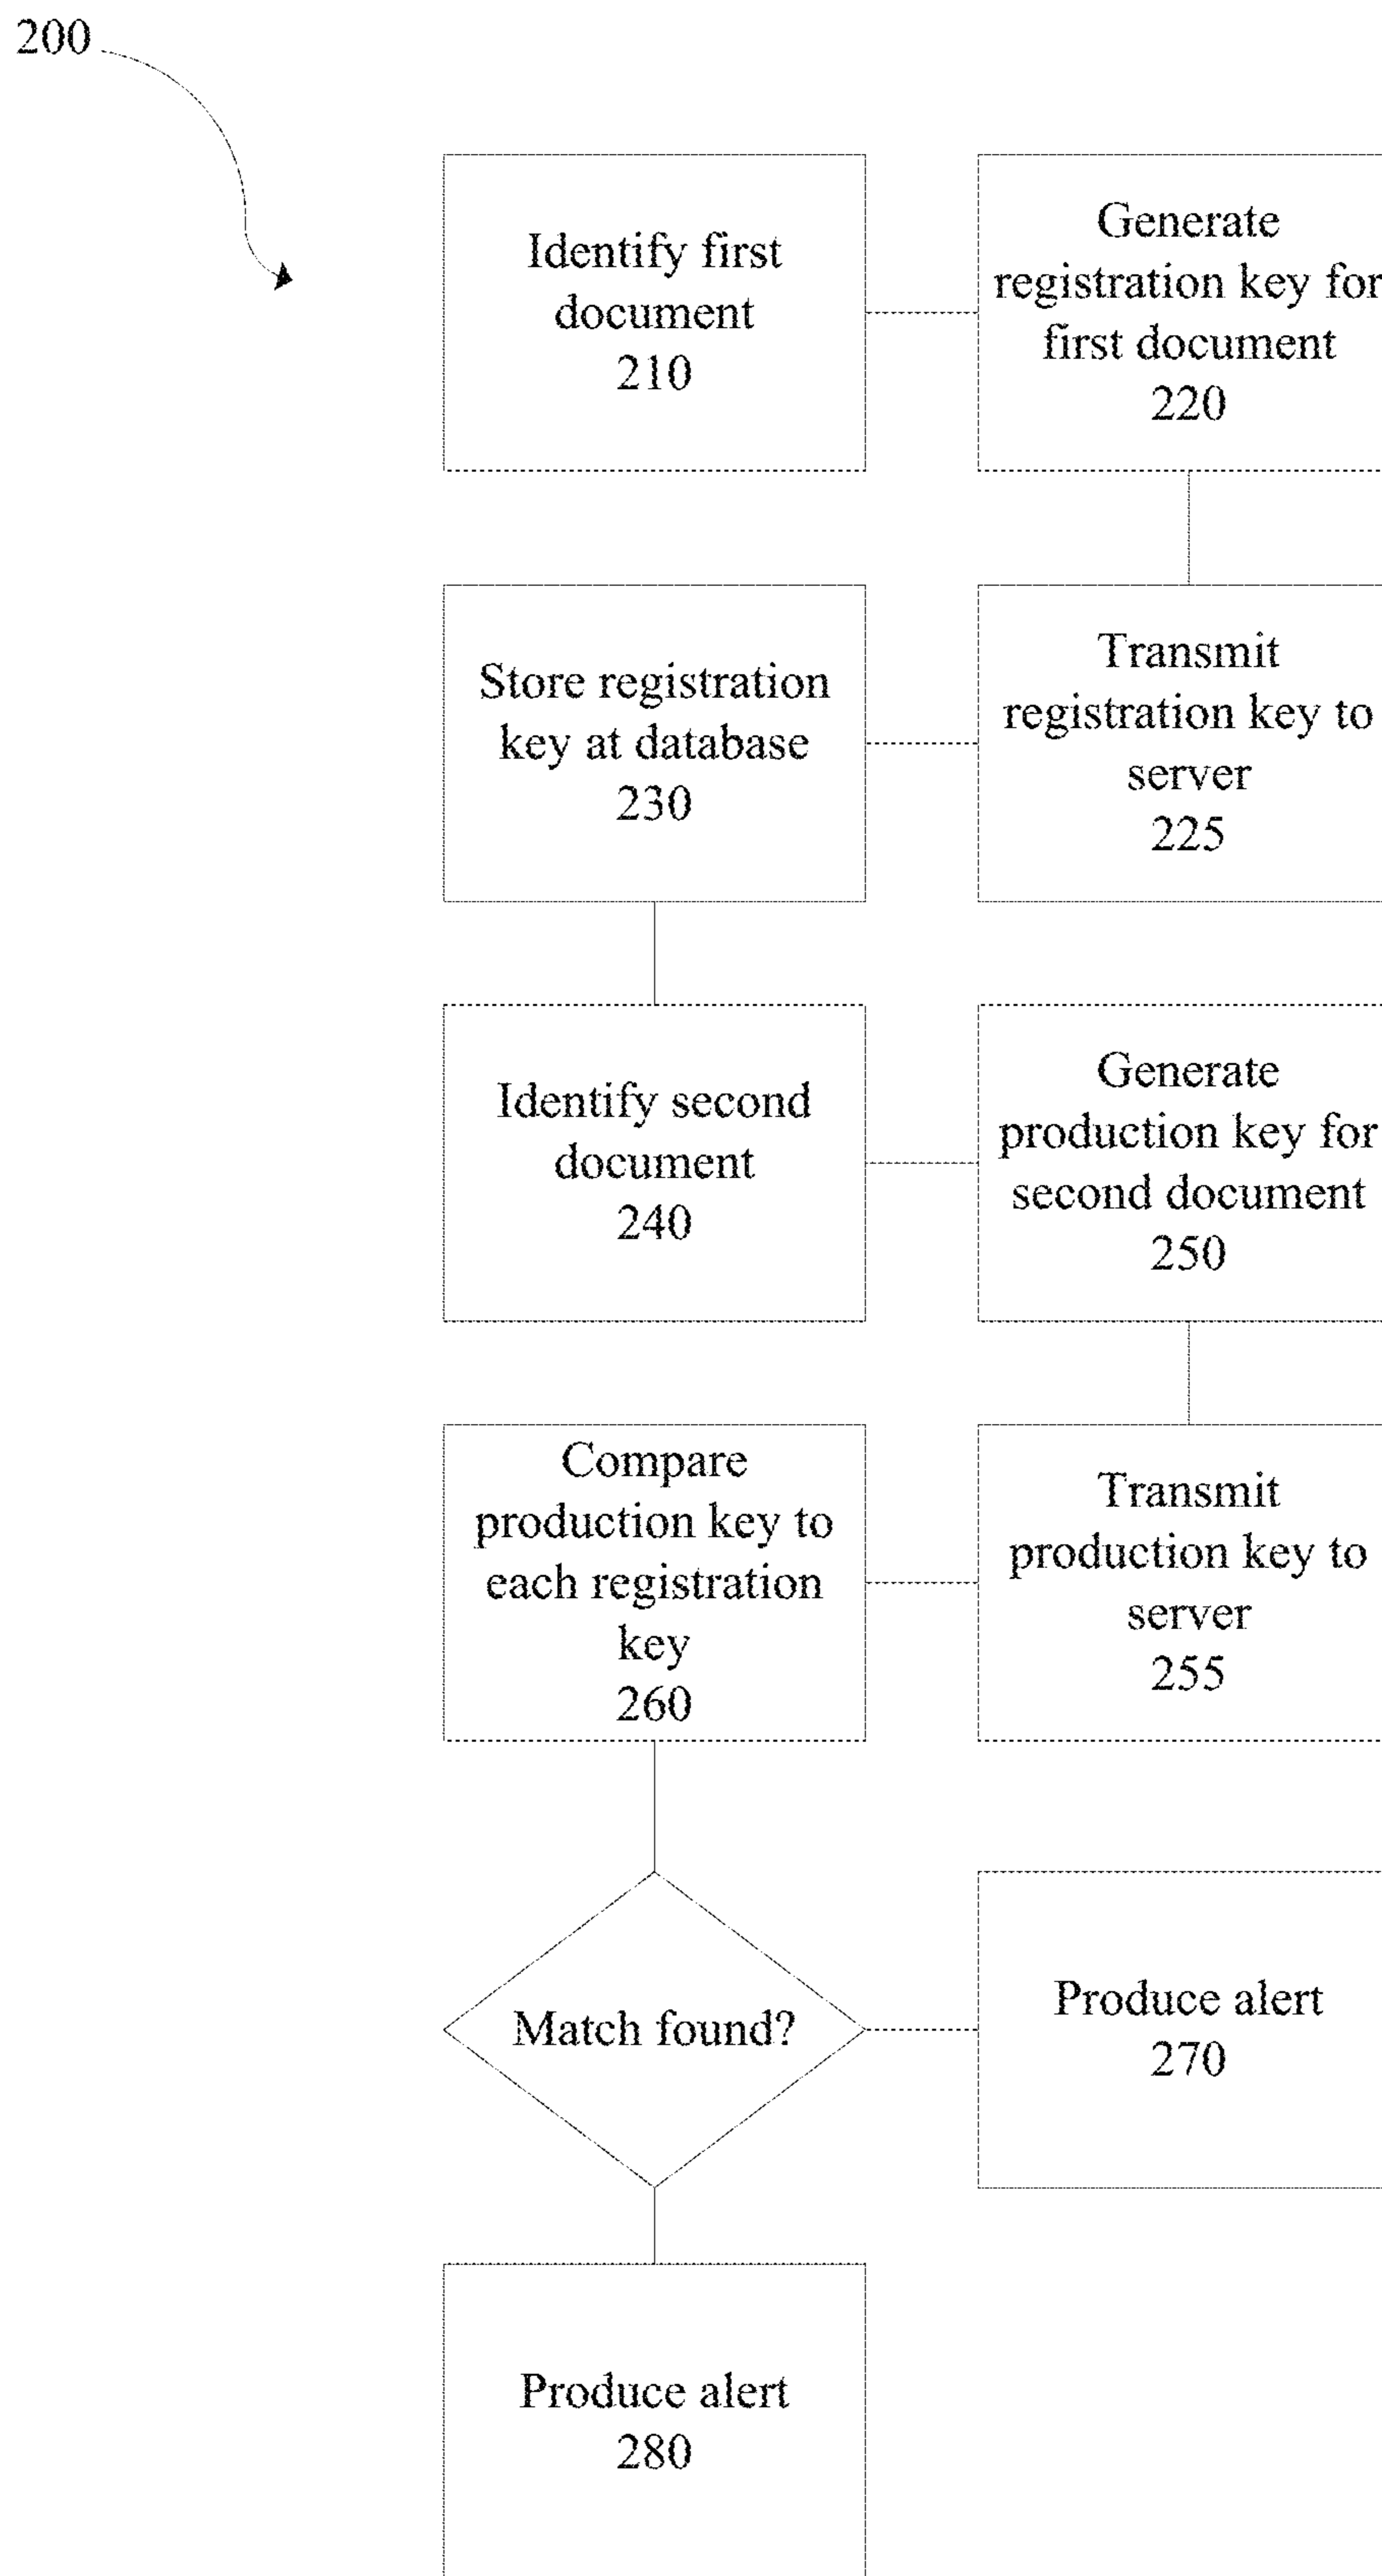 200
Identify first
document
210
Generate
registration key for
first document
220
Store registration
key at database
230
Transmit
registration key to
server
225
Identify second
document
240
Generate
production key for
second document
250
Compare
production key to
each registration
key
260
Transmit
production key to
server
255
Match found?
Produce alert
270
Produce alert
280